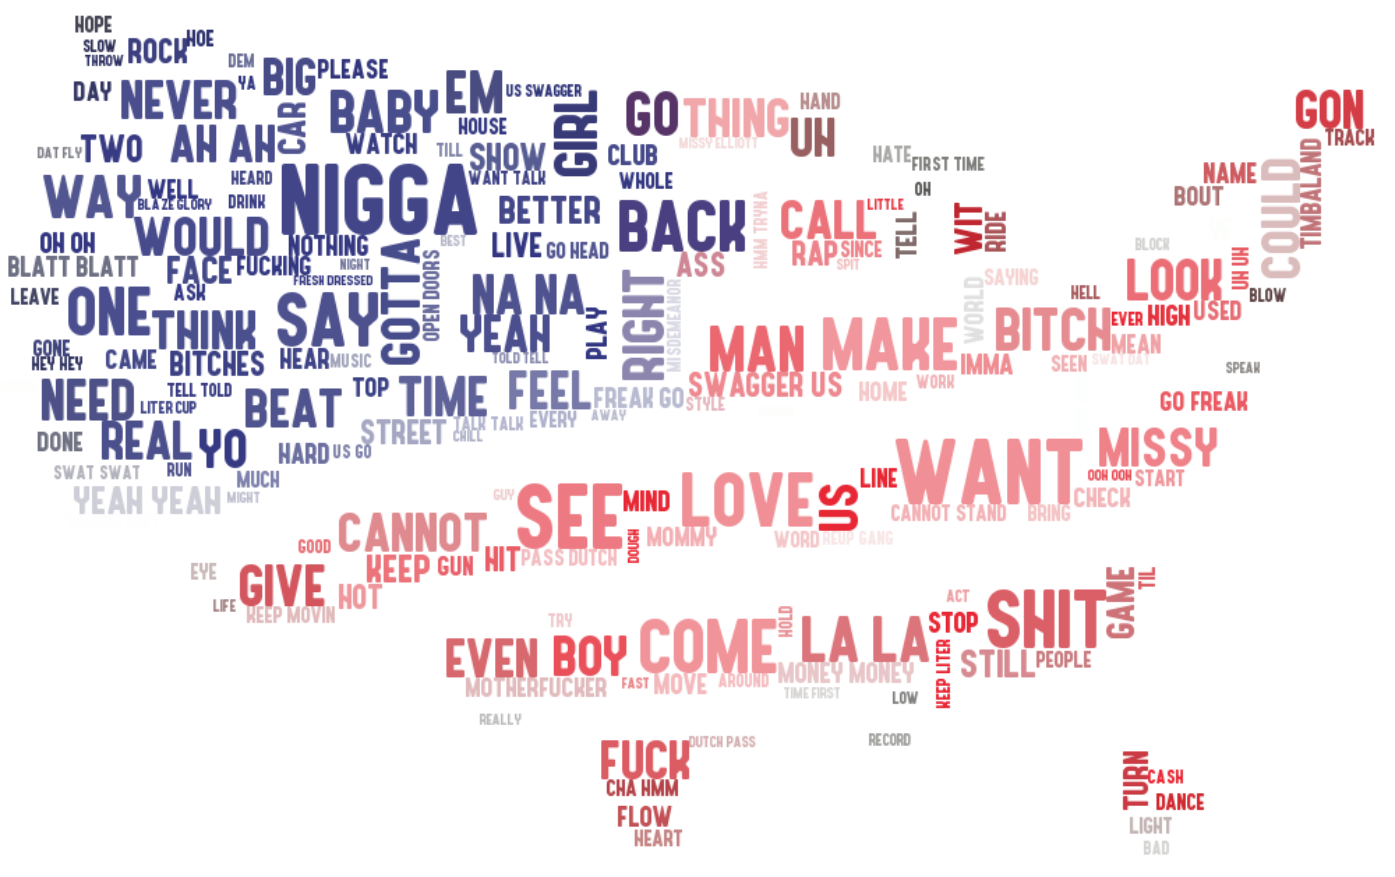 HOPE
SLOW
THROW
ROCK
HOE
DEM
YA
BIG
PLEASE
DAY
NEVER
CAR
BABY
EM
US SWAGGER
GIRL
HOUSE
GO
THING
HAND
UH
MISSY ELLIOTT
GON
TRACK
DAT FLY
TWO
AH AH
WATCH
TILL
SHOW
CLUB
HATE
FIRST TIME
NAME
COULD
TIMBALAND
WAY
WELL
BLAZE GLORY
HEARD
DRINK
NIGGA
WANT TALK
WHOLE
OH
BOUT
BETTER
BACK
HMM TRYNA
CALL
LITTLE
TELL
WIT
RIDE
OH OH
WOULD
NOTHING
BEST
LIVE
GO HEAD
RAP
SINCE
SPIT
BLOCK
BLATT BLATT
FACE
FUCKING
NIGHT
FRESH DRESSED
GOTTA
OPEN DOORS
ASS
SAYING
LOOK
UH UH
LEAVE
ASK
ONE
THINK
SAY
NA NA
YEAH
PLAY
RIGHT
MISDEMEANOR
WORLD
HELL
BLOW
BITCH
EVER
HIGH
USED
GONE
HEY HEY
CAME
BITCHES
HEAR
MUSIC
TOLD TELL
MAN
MAKE
IMMA
SEEN
MEAN
SWAT DAT
SPEAK
NEED
TELL TOLD
LITER CUP
BEAT
TOP
TIME
FEEL
FREAK GO
SWAGGER US
STYLE
HOME
WORK
GO FREAK
DONE
REAL
YO
HARD
US GO
STREET
TALK TALK
CHILL
EVERY
AWAY
SWAT SWAT
RUN
MUCH
YEAH YEAH
MIGHT
GUY
SEE
MIND
LOVE
US
LINE
WANT
MISSY
OOH OOH
START
CHECK
CANNOT STAND
BRING
GOOD
CANNOT
DOUGH
MOMMY
WORD
REUP GANG
EYE
GIVE
KEEP
GUN
HIT
PASS DUTCH
LIFE
KEEP MOVIN
HOT
TRY
HOLD
ACT
GAME
TIL
EVEN
BOY
COME
LA LA
STOP
SHIT
MOTHERFUCKER
FAST
MOVE
AROUND
MONEY MONEY
TIME FIRST
LOW
KEEP LITER
STILL
PEOPLE
REALLY
DUTCH PASS
RECORD
FUCK
CHA HMM
FLOW
HEART
TURN
CASH
DANCE
LIGHT
BAD